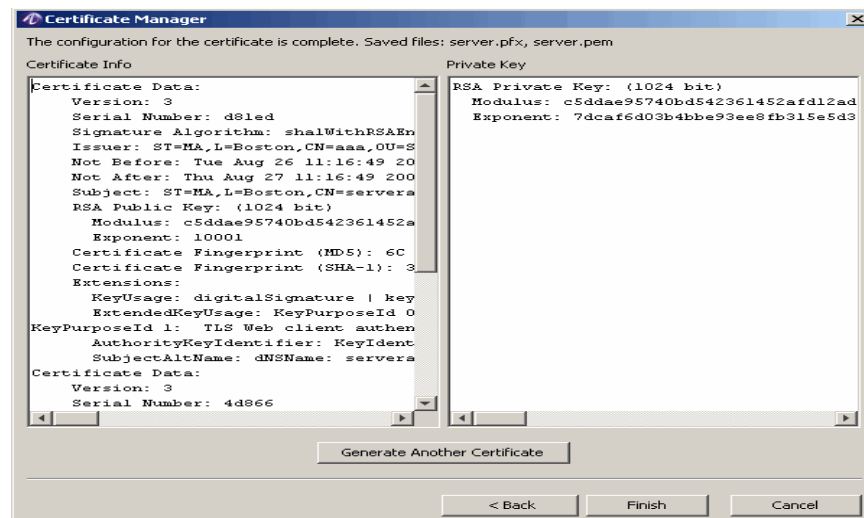 Certificate Manager
The configuration for the certificate is complete. Saved files: server.pfx, server.pem
Certificate Info
Certificate Data:
Version: 3
Serial Number: d81ed
Signature Algorithm: sha1WithRSAEn
Issuer: ST=MA,L=Boston,CN=aaa,OU=S
Not Before: Tue Aug 26 11:16:49 20
Not After: Thu Aug 27 11:16:49 200
Subject: ST=MA,L=Boston,CN=servera
RSA Public Key: (1024 bit)
Modulus: c5ddae95740bd542361452a
Exponent: 10001
Certificate Fingerprint (MD5): 6C
Certificate Fingerprint (SHA-1): 3
Extensions:
KeyUsage: digitalSignature | key
ExtendedKeyUsage: KeyPurposeId 0
KeyPurposeId 1: TLS Web client authen
AuthorityKeyIdentifier: KeyIdent
SubjectAltName: dNSName: servera
Certificate Data:
Version: 3
Serial Number: 4d866
Private Key
RSA Private Key: (1024 bit)
Modulus: c5ddae95740bd542361452afd12ad
Exponent: 7dcaf6d03b4bbe93ee8fb315e5d3
Generate Another Certificate
< Back
Finish
Cancel